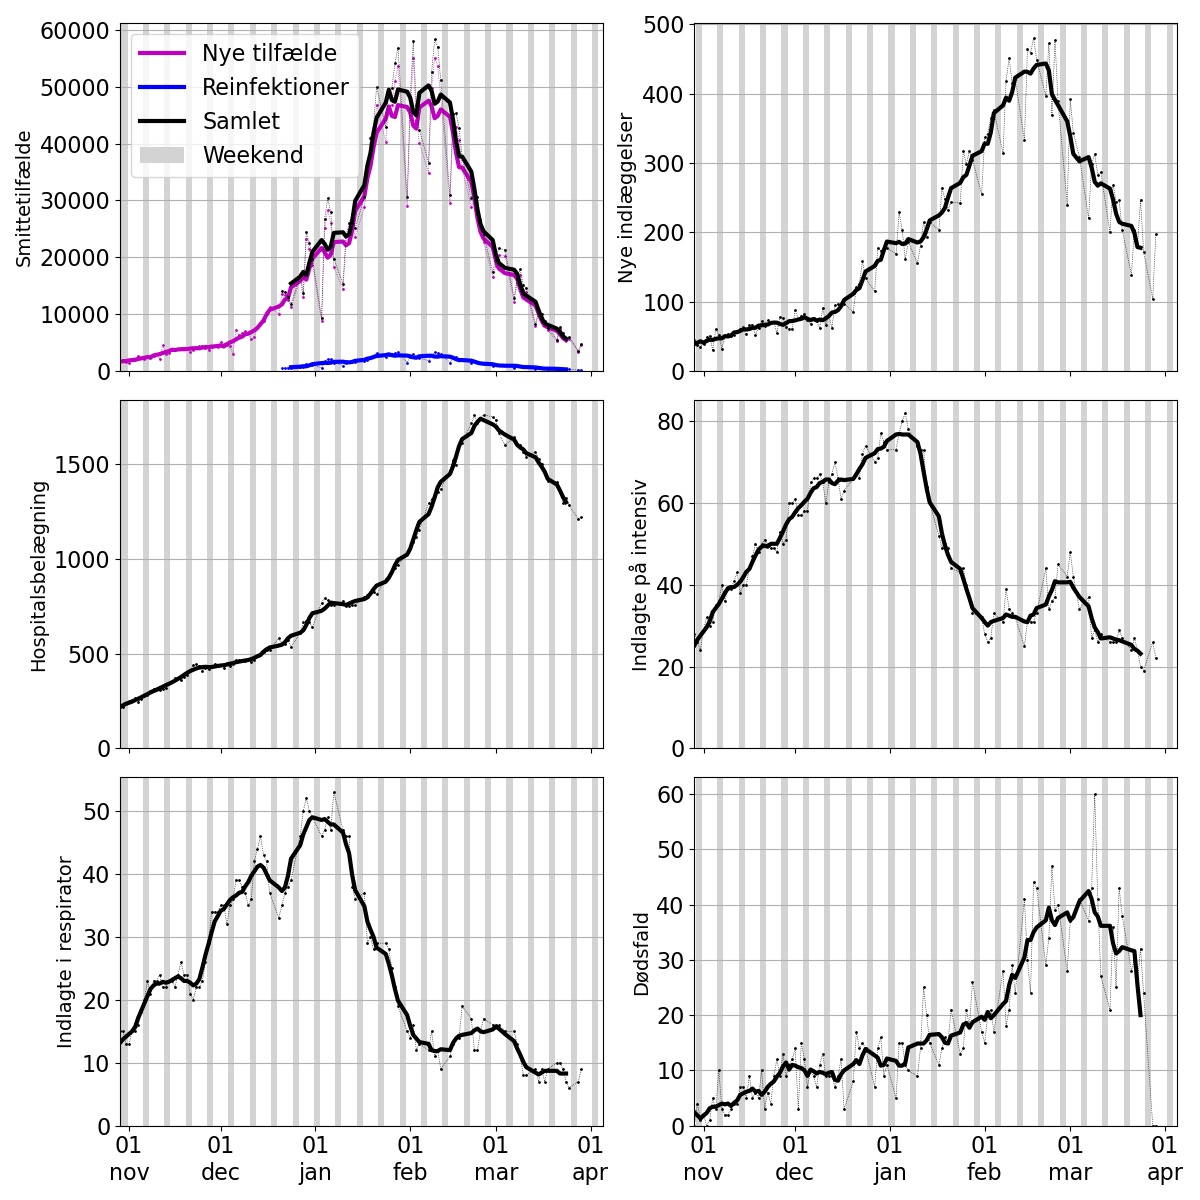 Smittetilfælde
60000
50000
40000
30000
20000
10000
0
Nye tilfælde
Reinfektioner
Samlet
Weekend
Nye indlæggelser
500
400
300
200
100
0
Hospitalsbelægning
1500
1000
500
0
Indlagte på intensiv
80
60
40
20
0
Indlagte i respirator
50
40
30
20
10
0
01 01 01 01 01 01
nov dec jan feb mar apr
Dødsfald
60
50
40
30
20
10
0
01 01 01 01 01 01
nov dec jan feb mar apr